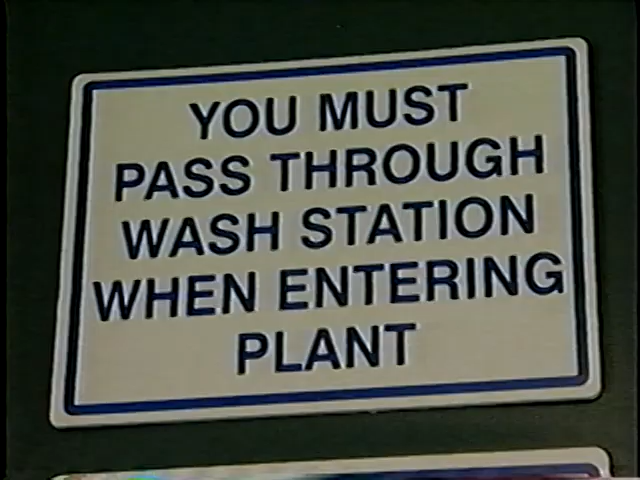 YOU MUST
PASS THROUGH
WASH STATION
WHEN ENTERING
PLANT